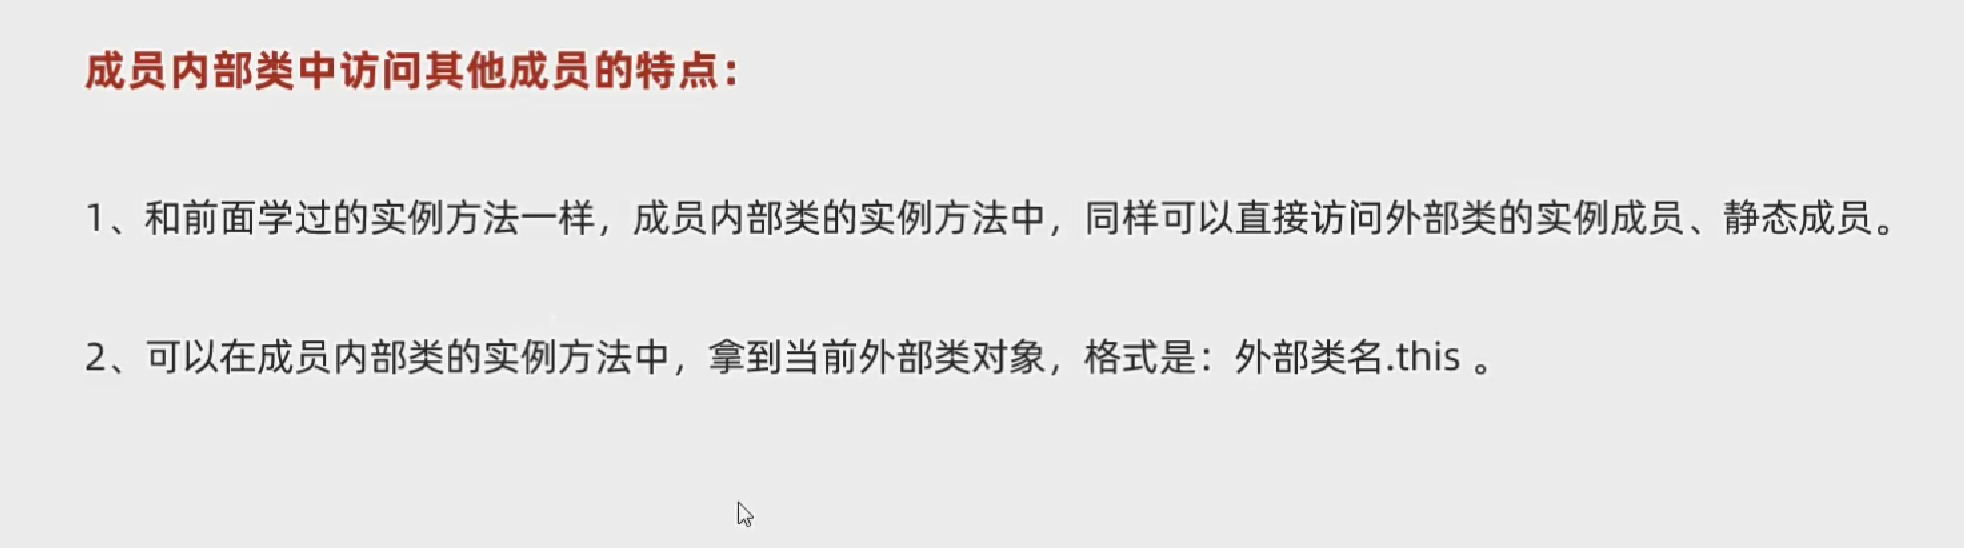 成员内部类中访问其他成员的特点：
1、和前面学过的实例方法一样，成员内部类的实例方法中，同样可以直接访问外部类的实例成员、静态成员。
2、可以在成员内部类的实例方法中，拿到当前外部类对象，格式是：外部类名.this 。